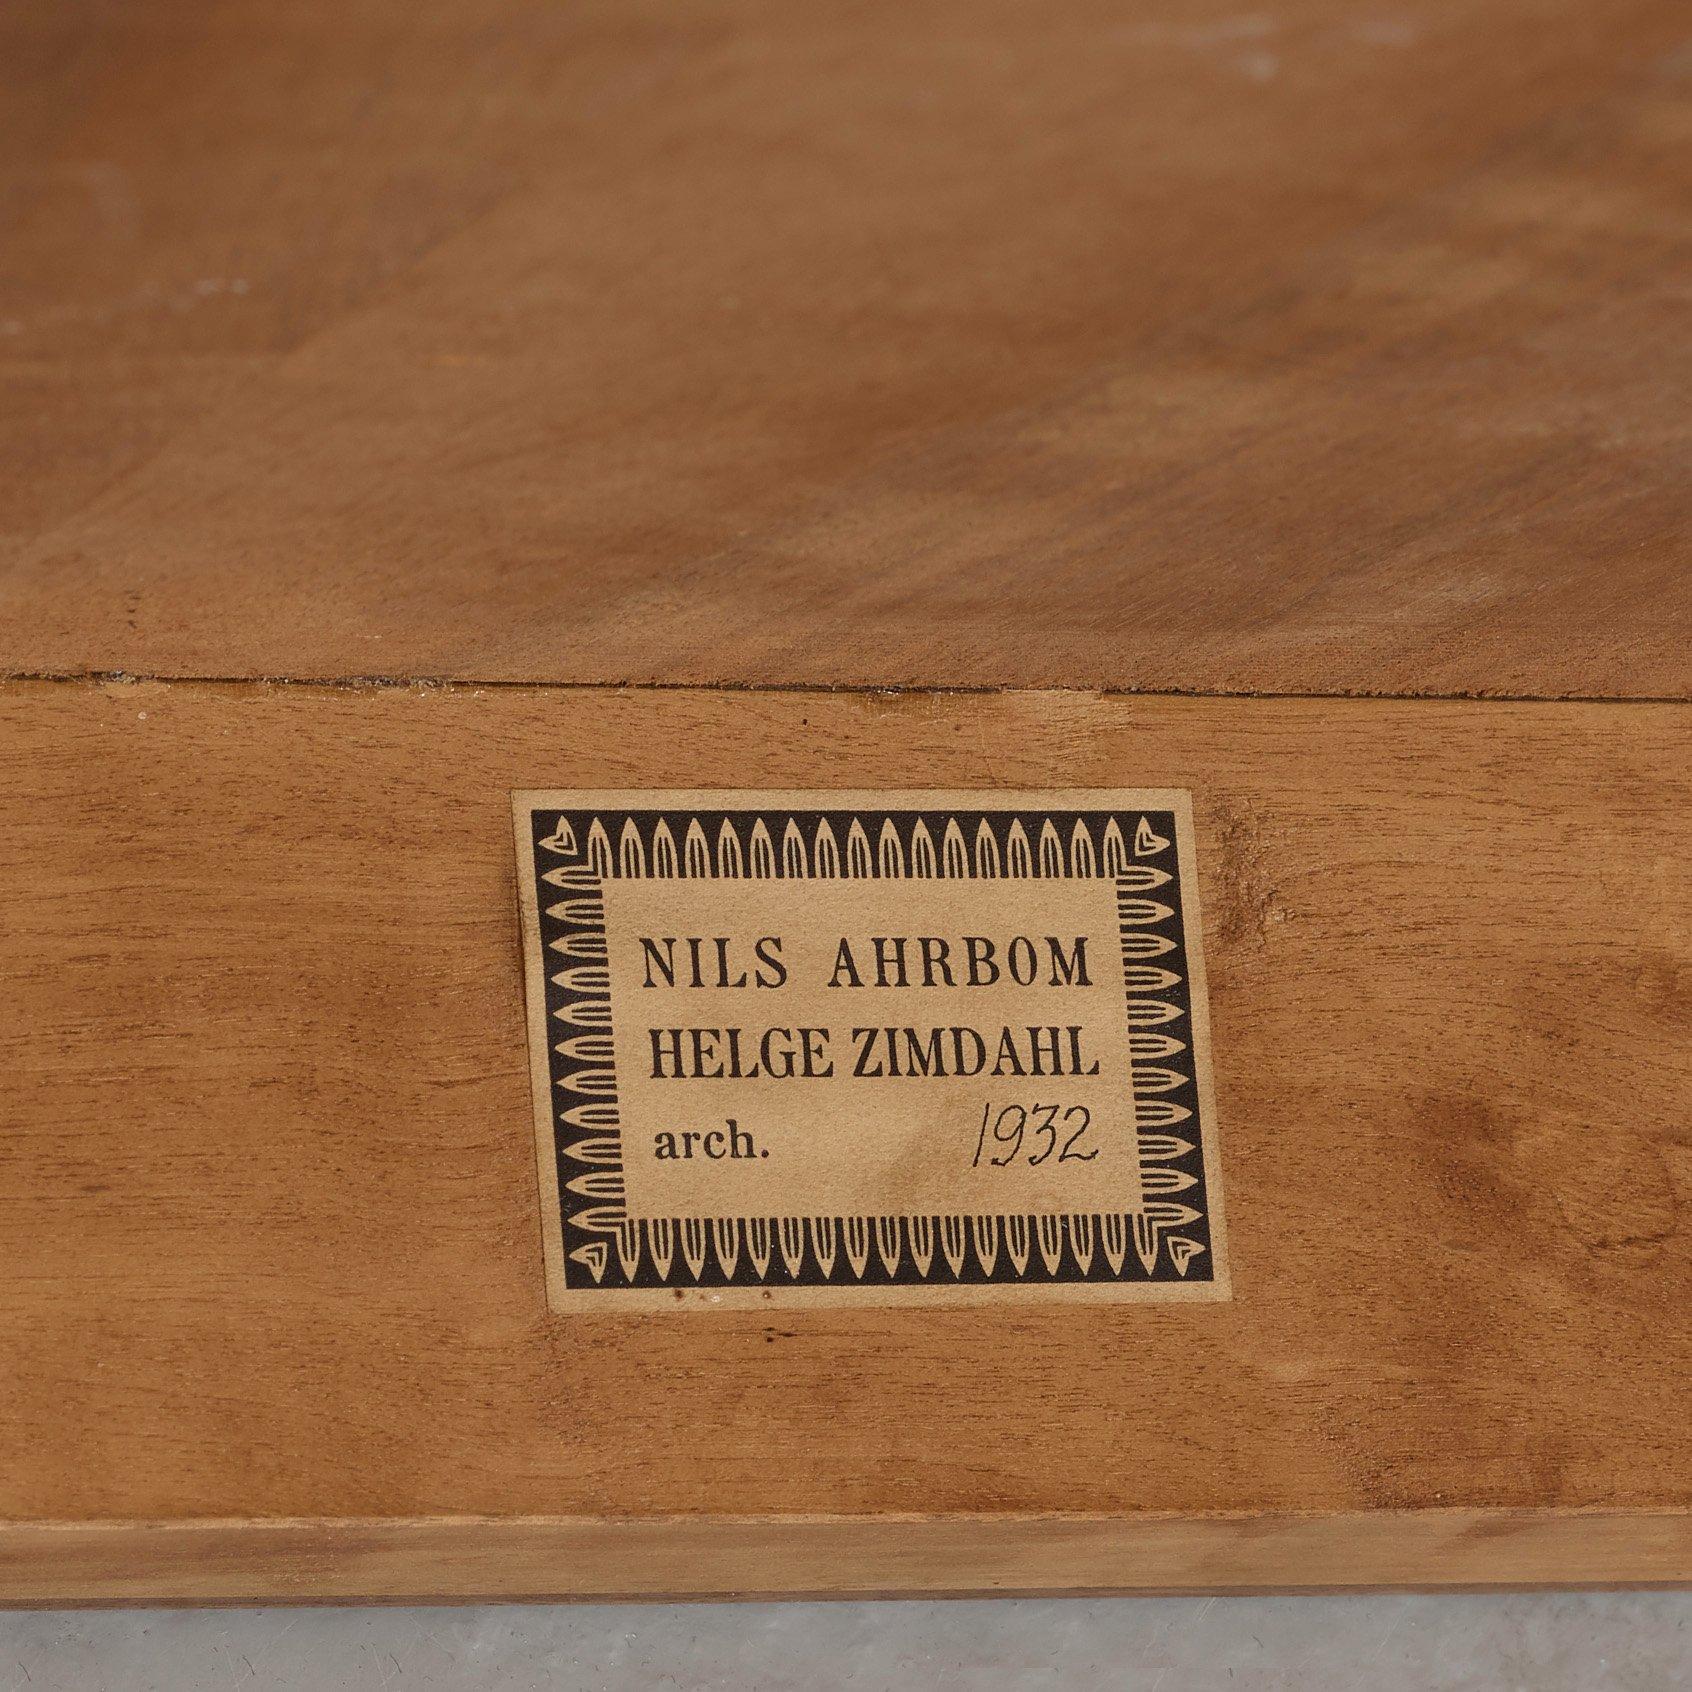 NILS AHRBOM
HELGE ZIMDAHL
arch. 1932